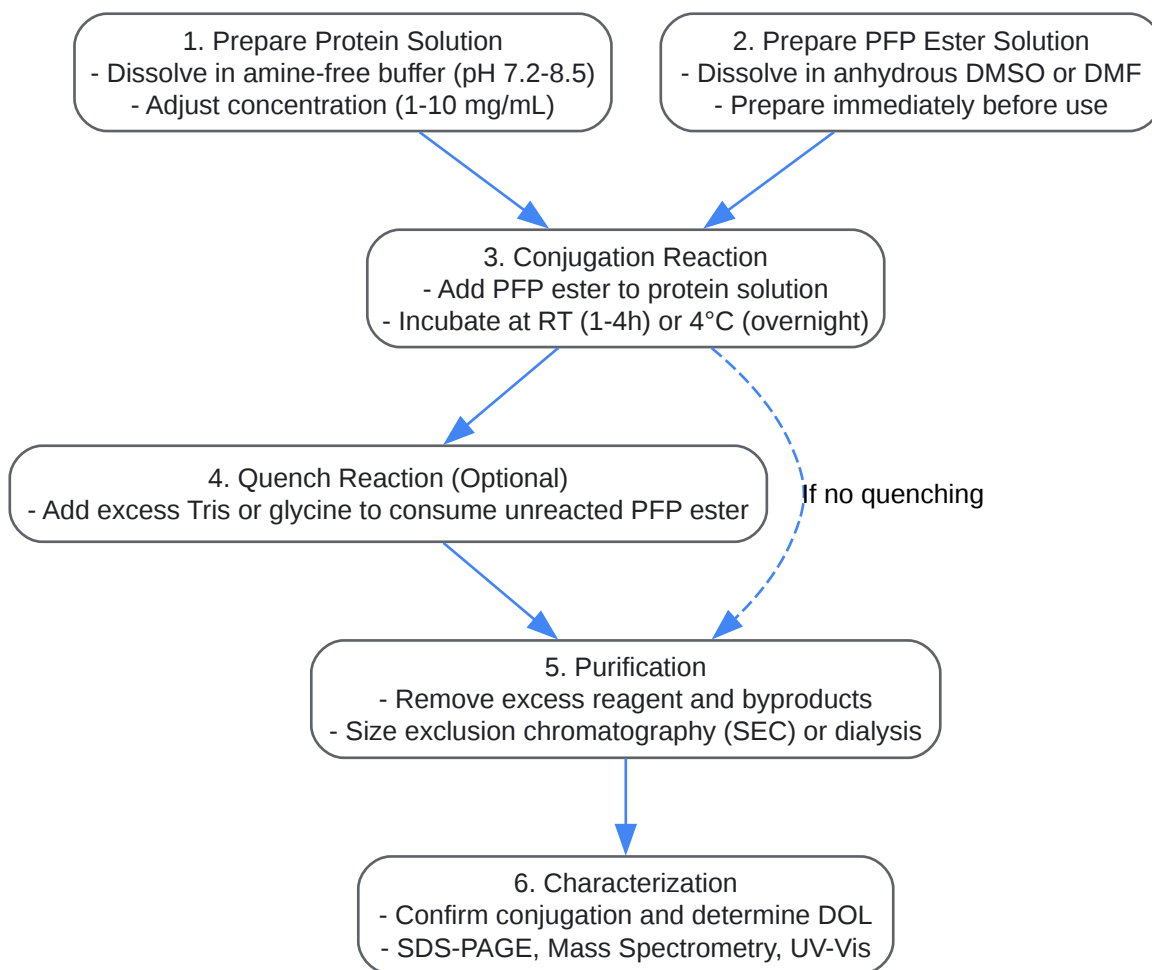 1. Prepare Protein Solution
- Dissolve in amine-free buffer (pH 7.2-8.5)
- Adjust concentration (1-10 mg/mL)
2. Prepare PFP Ester Solution
- Dissolve in anhydrous DMSO or DMF
- Prepare immediately before use
3. Conjugation Reaction
- Add PFP ester to protein solution
- Incubate at RT (1-4h) or 4°C (overnight)
4. Quench Reaction (Optional)
- Add excess Tris or glycine to consume unreacted PFP ester
If no quenching
5. Purification
- Remove excess reagent and byproducts
- Size exclusion chromatography (SEC) or dialysis
6. Characterization
- Confirm conjugation and determine DOL
- SDS-PAGE, Mass Spectrometry, UV-Vis